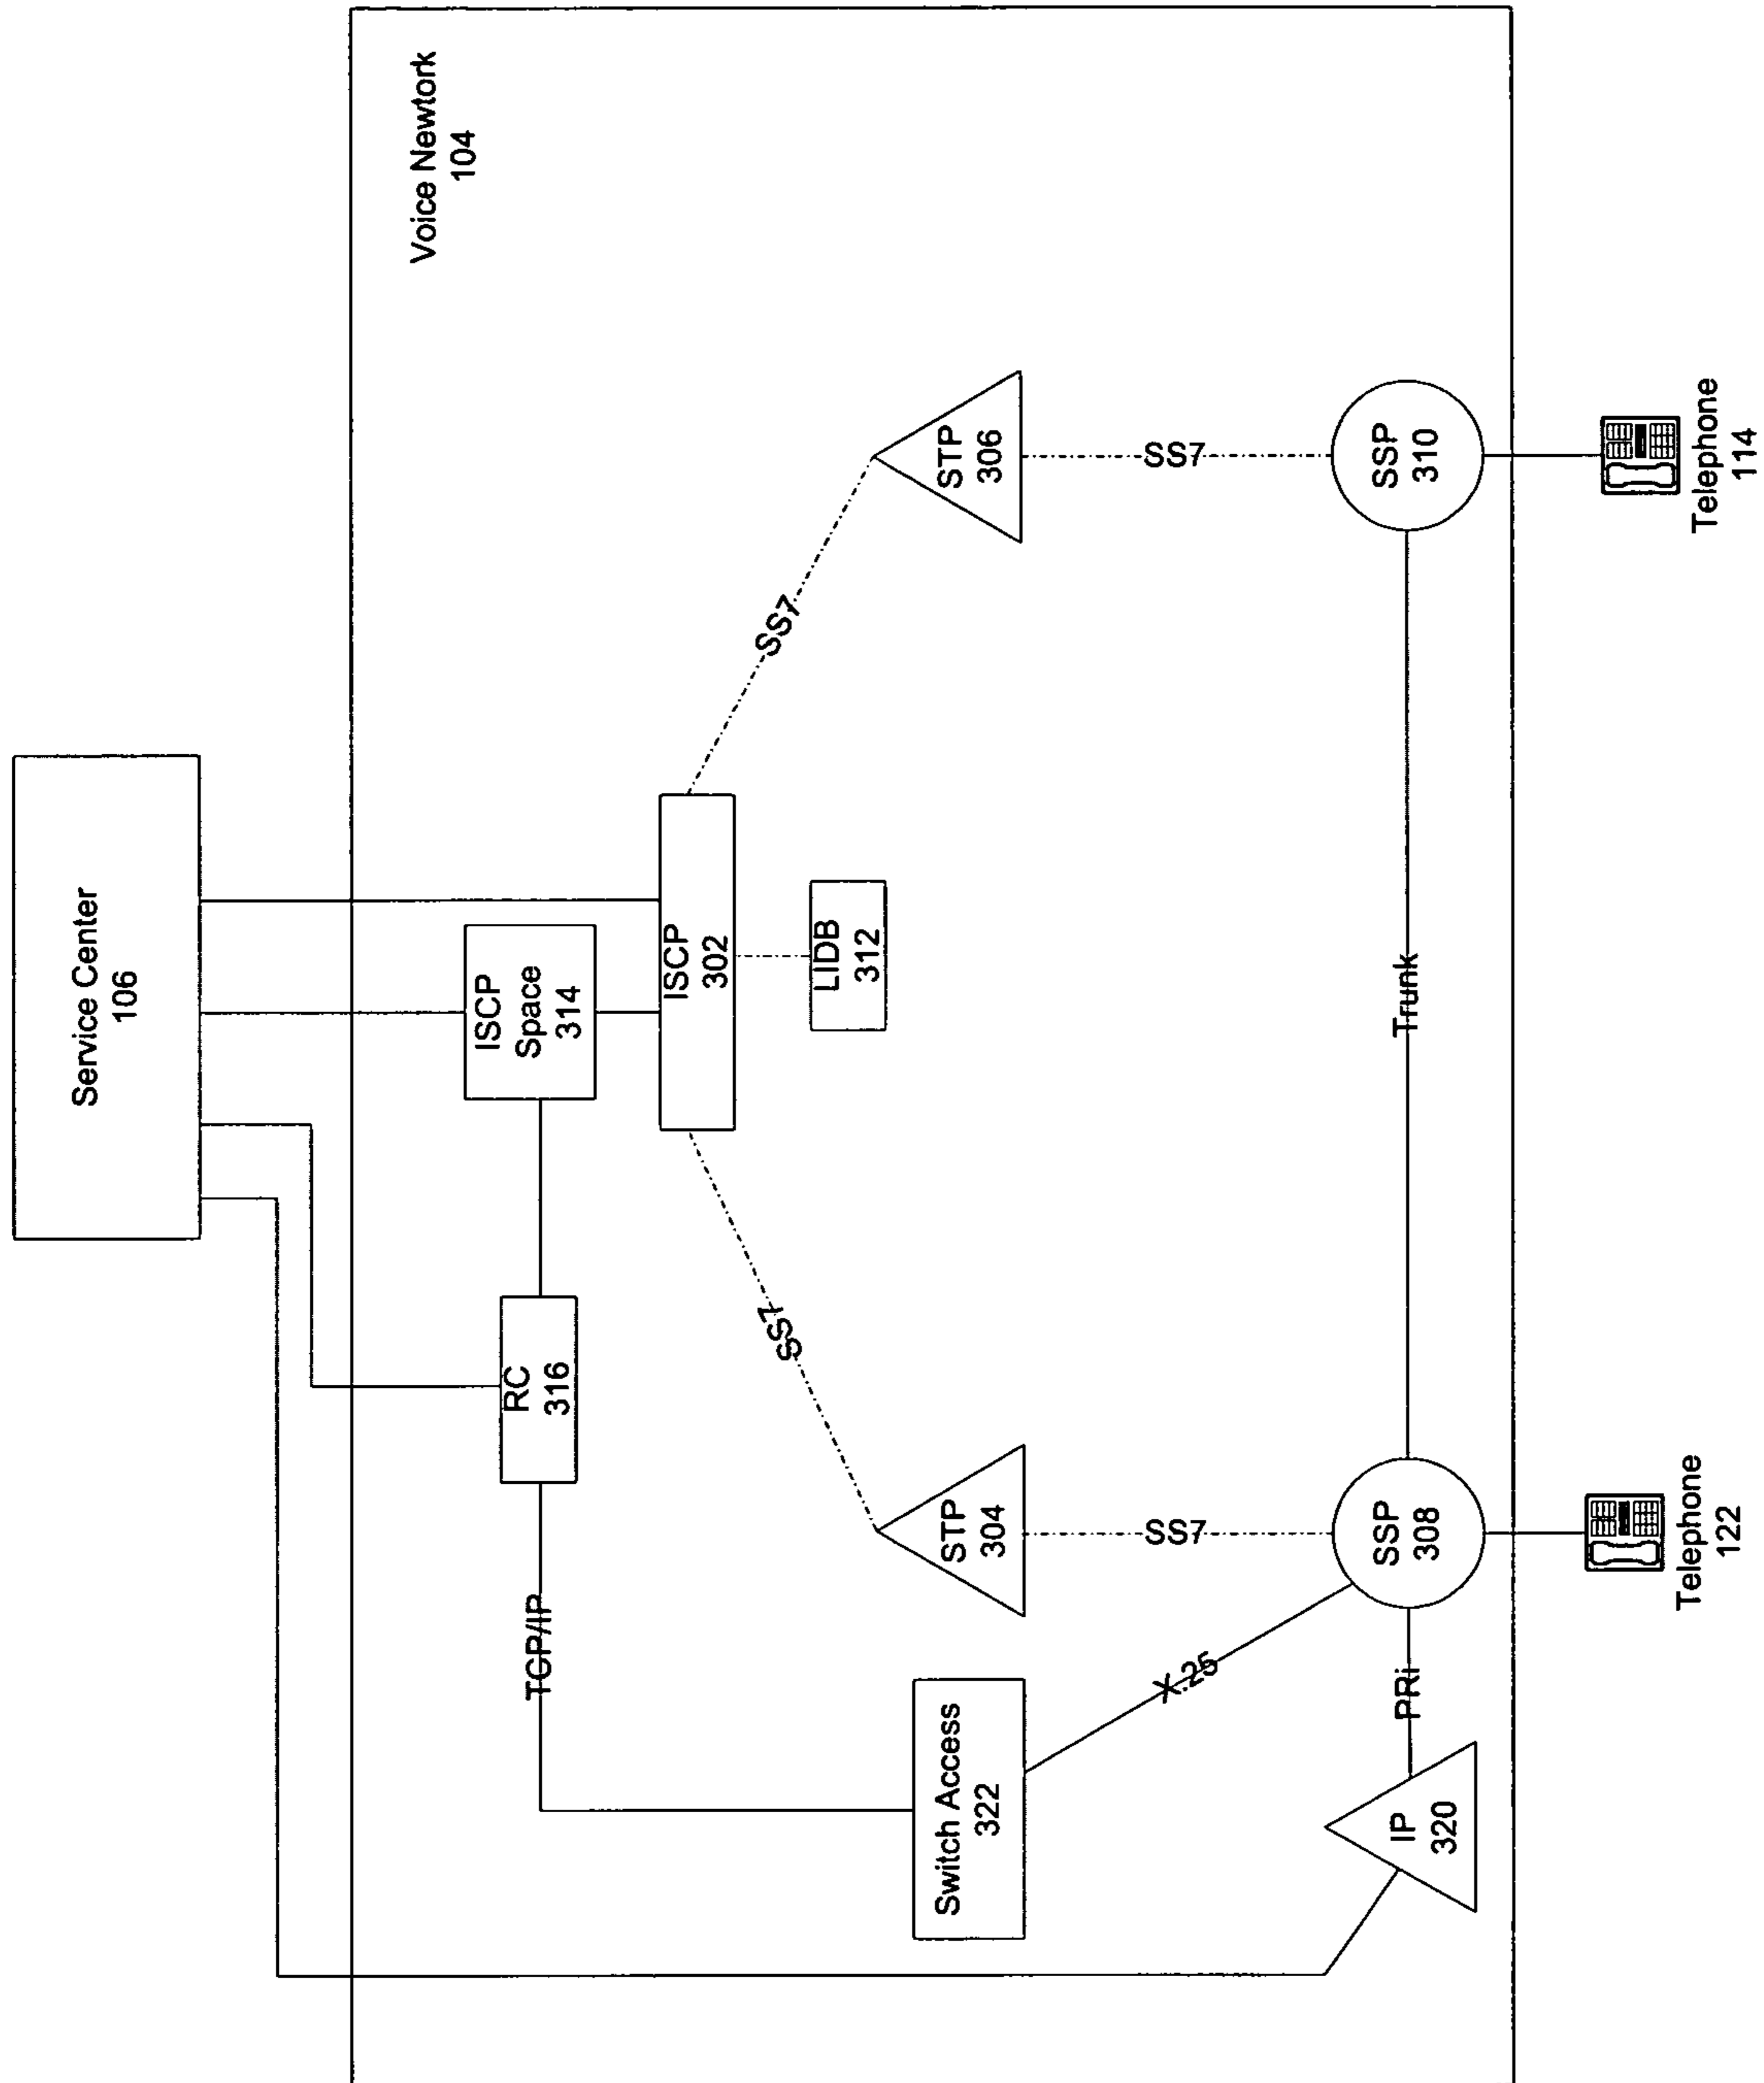 Service Center
106
Voice Newtork
104
ISCP
Space
314
RC
316
TCP/IP
ISCP
302
SS7
SS7
LIDB
312
Switch Access
322
STP
304
STP
306
X.25
SS7
SS7
IP
320
PRi
SSP
308
Trunk
SSP
310
Telephone
122
Telephone
114